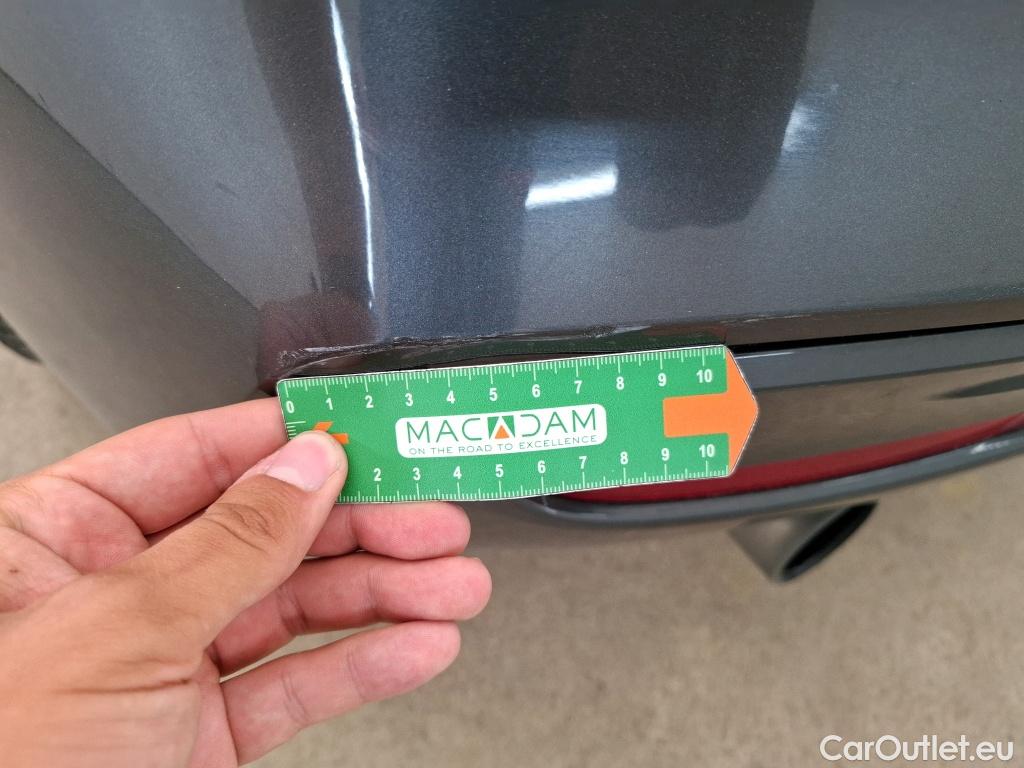 0 1 2 3 4 5 6 7 8 9 10
MACADAM
ON THE ROAD TO EXCELLENCE
2 3 4 5 6 7 8 9 10
CarOutlet.eu